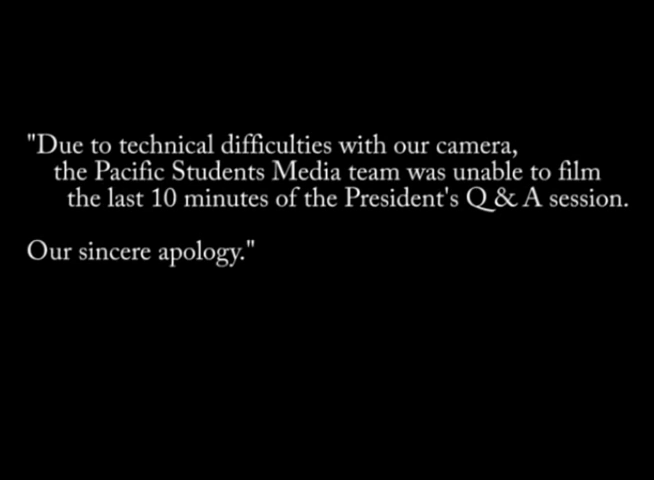 "Due to technical difficulties with our camera,
the Pacific Students Media team was unable to film
the last 10 minutes of the President's Q & A session.
Our sincere apology."